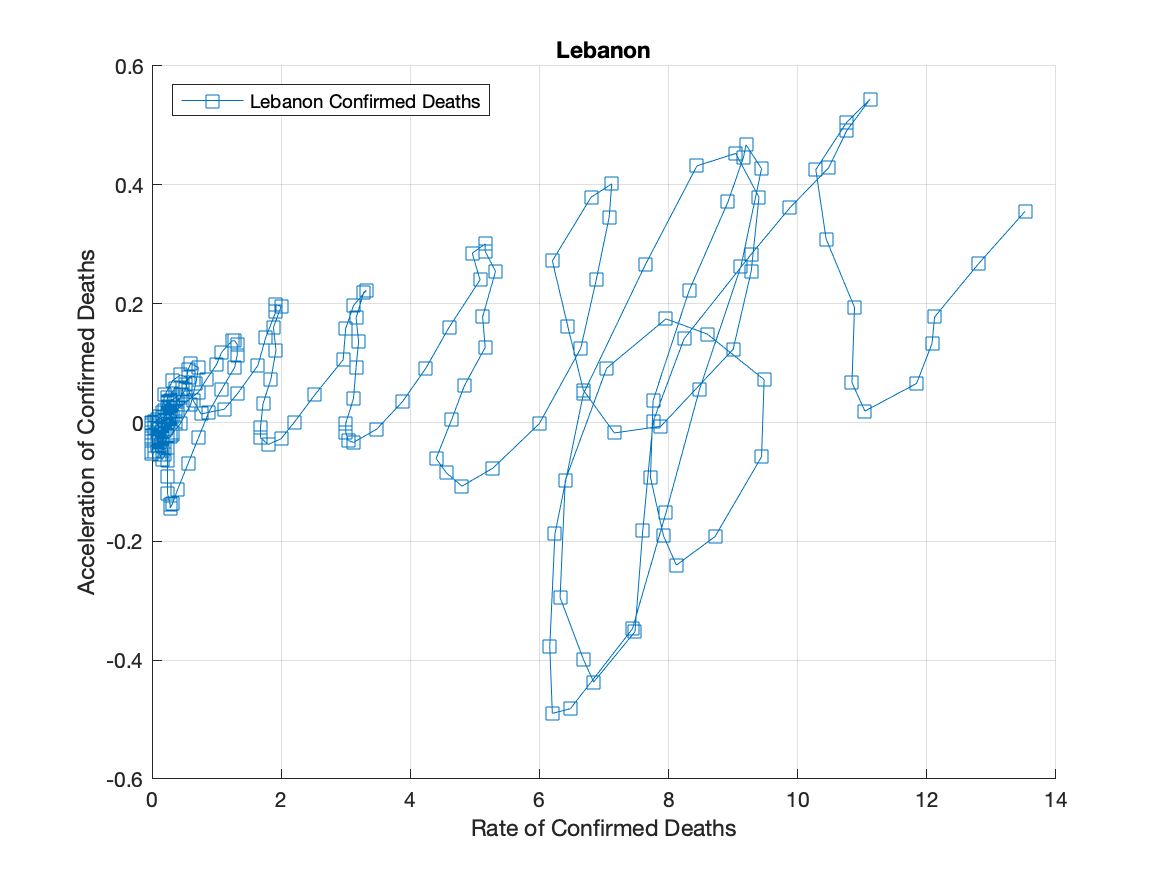 Lebanon
Lebanon Confirmed Deaths
Acceleration of Confirmed Deaths
0.6
0.4
0.2
0
-0.2
-0.4
-0.6
0 2 4 6 8 10 12 14
Rate of Confirmed Deaths